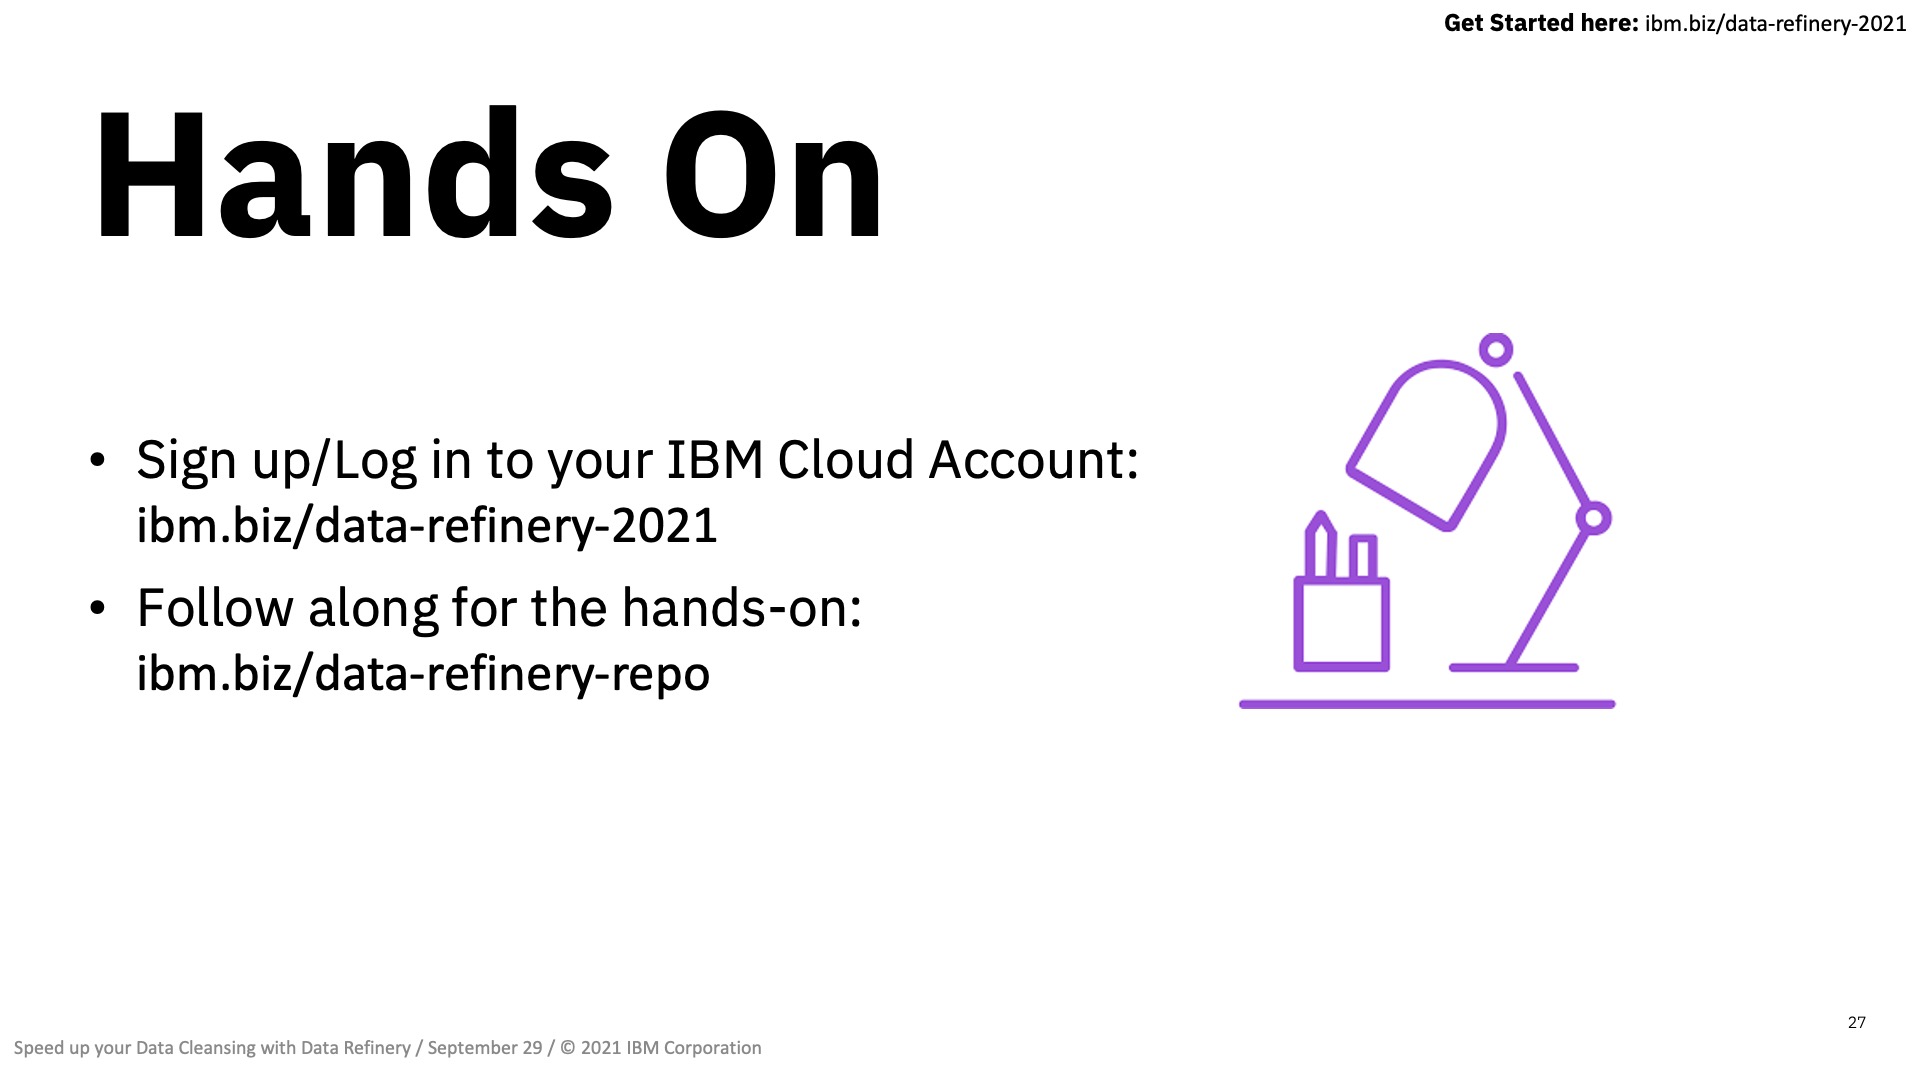 Get Started here: ibm.biz/data-refinery-2021
Hands On
• Sign up/Log in to your IBM Cloud Account:
ibm.biz/data-refinery-2021
• Follow along for the hands-on:
ibm.biz/data-refinery-repo
27
Speed up your Data Cleansing with Data Refinery / September 29 / © 2021 IBM Corporation